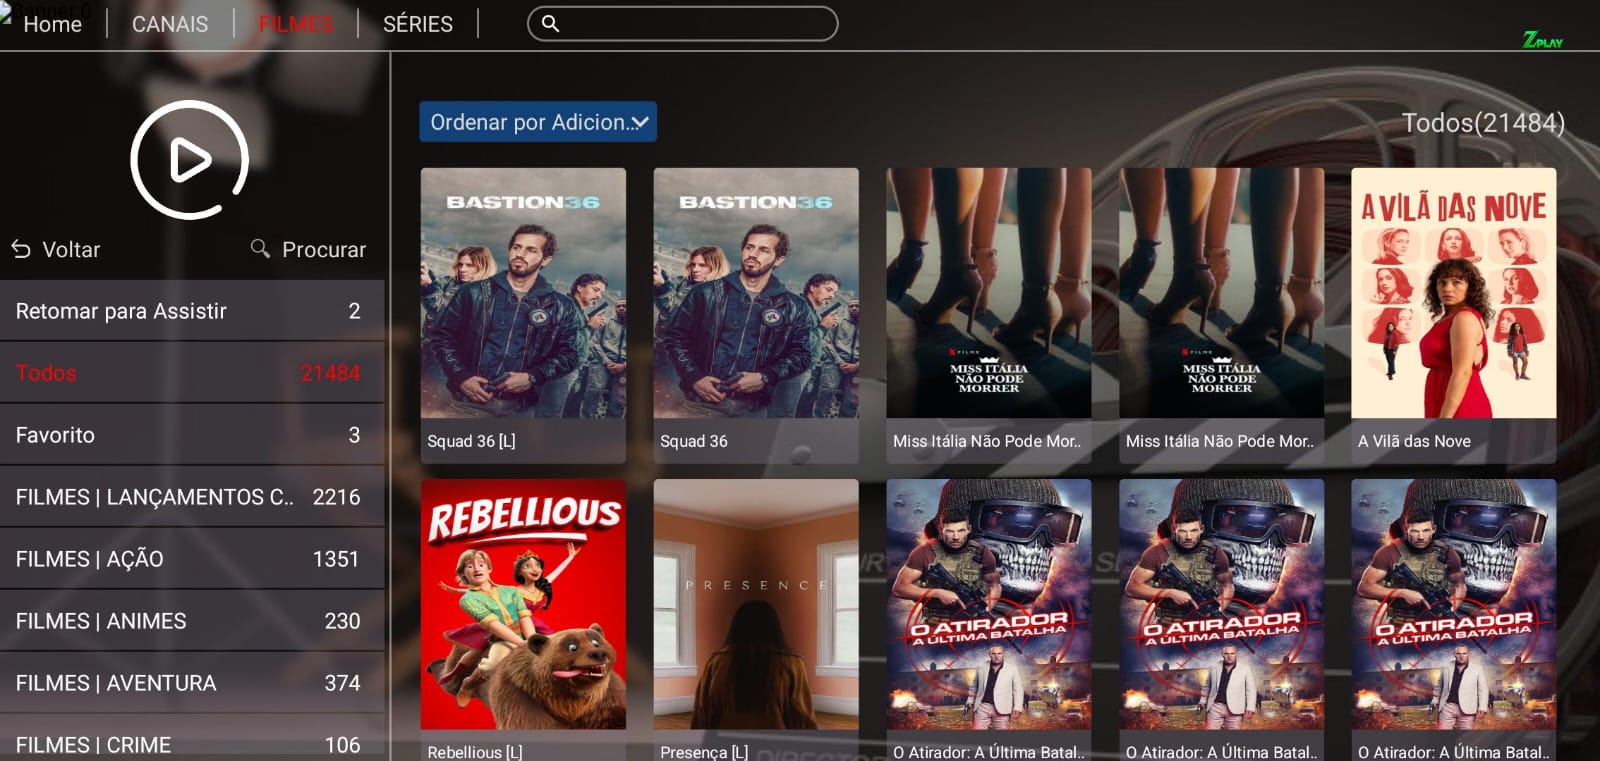 Banner 0
Home
CANAIS
FILMES
SÉRIES
ZPLAY
Ordenar por Adicion...
Todos(21484)
Voltar
Procurar
Retomar para Assistir 2
Todos 21484
Favorito 3
FILMES | LANÇAMENTOS C.. 2216
FILMES | AÇÃO 1351
FILMES | ANIMES 230
FILMES | AVENTURA 374
FILMES | CRIME 106
BASTION36
Squad 36 [L]
BASTION36
Squad 36
FILME
MISS ITÁLIA
NÃO PODE
MORRER
Miss Itália Não Pode Mor..
FILME
MISS ITÁLIA
NÃO PODE
MORRER
Miss Itália Não Pode Mor..
A VILÃ DAS NOVE
A Vilã das Nove
REBELLIOUS
Rebellious [L]
PRESENCE
Presença [L]
O ATIRADOR
A ÚLTIMA BATALHA
O Atirador: A Última Batal..
O ATIRADOR
A ÚLTIMA BATALHA
O Atirador: A Última Batal..
O ATIRADOR
A ÚLTIMA BATALHA
O Atirador: A Última Batal..